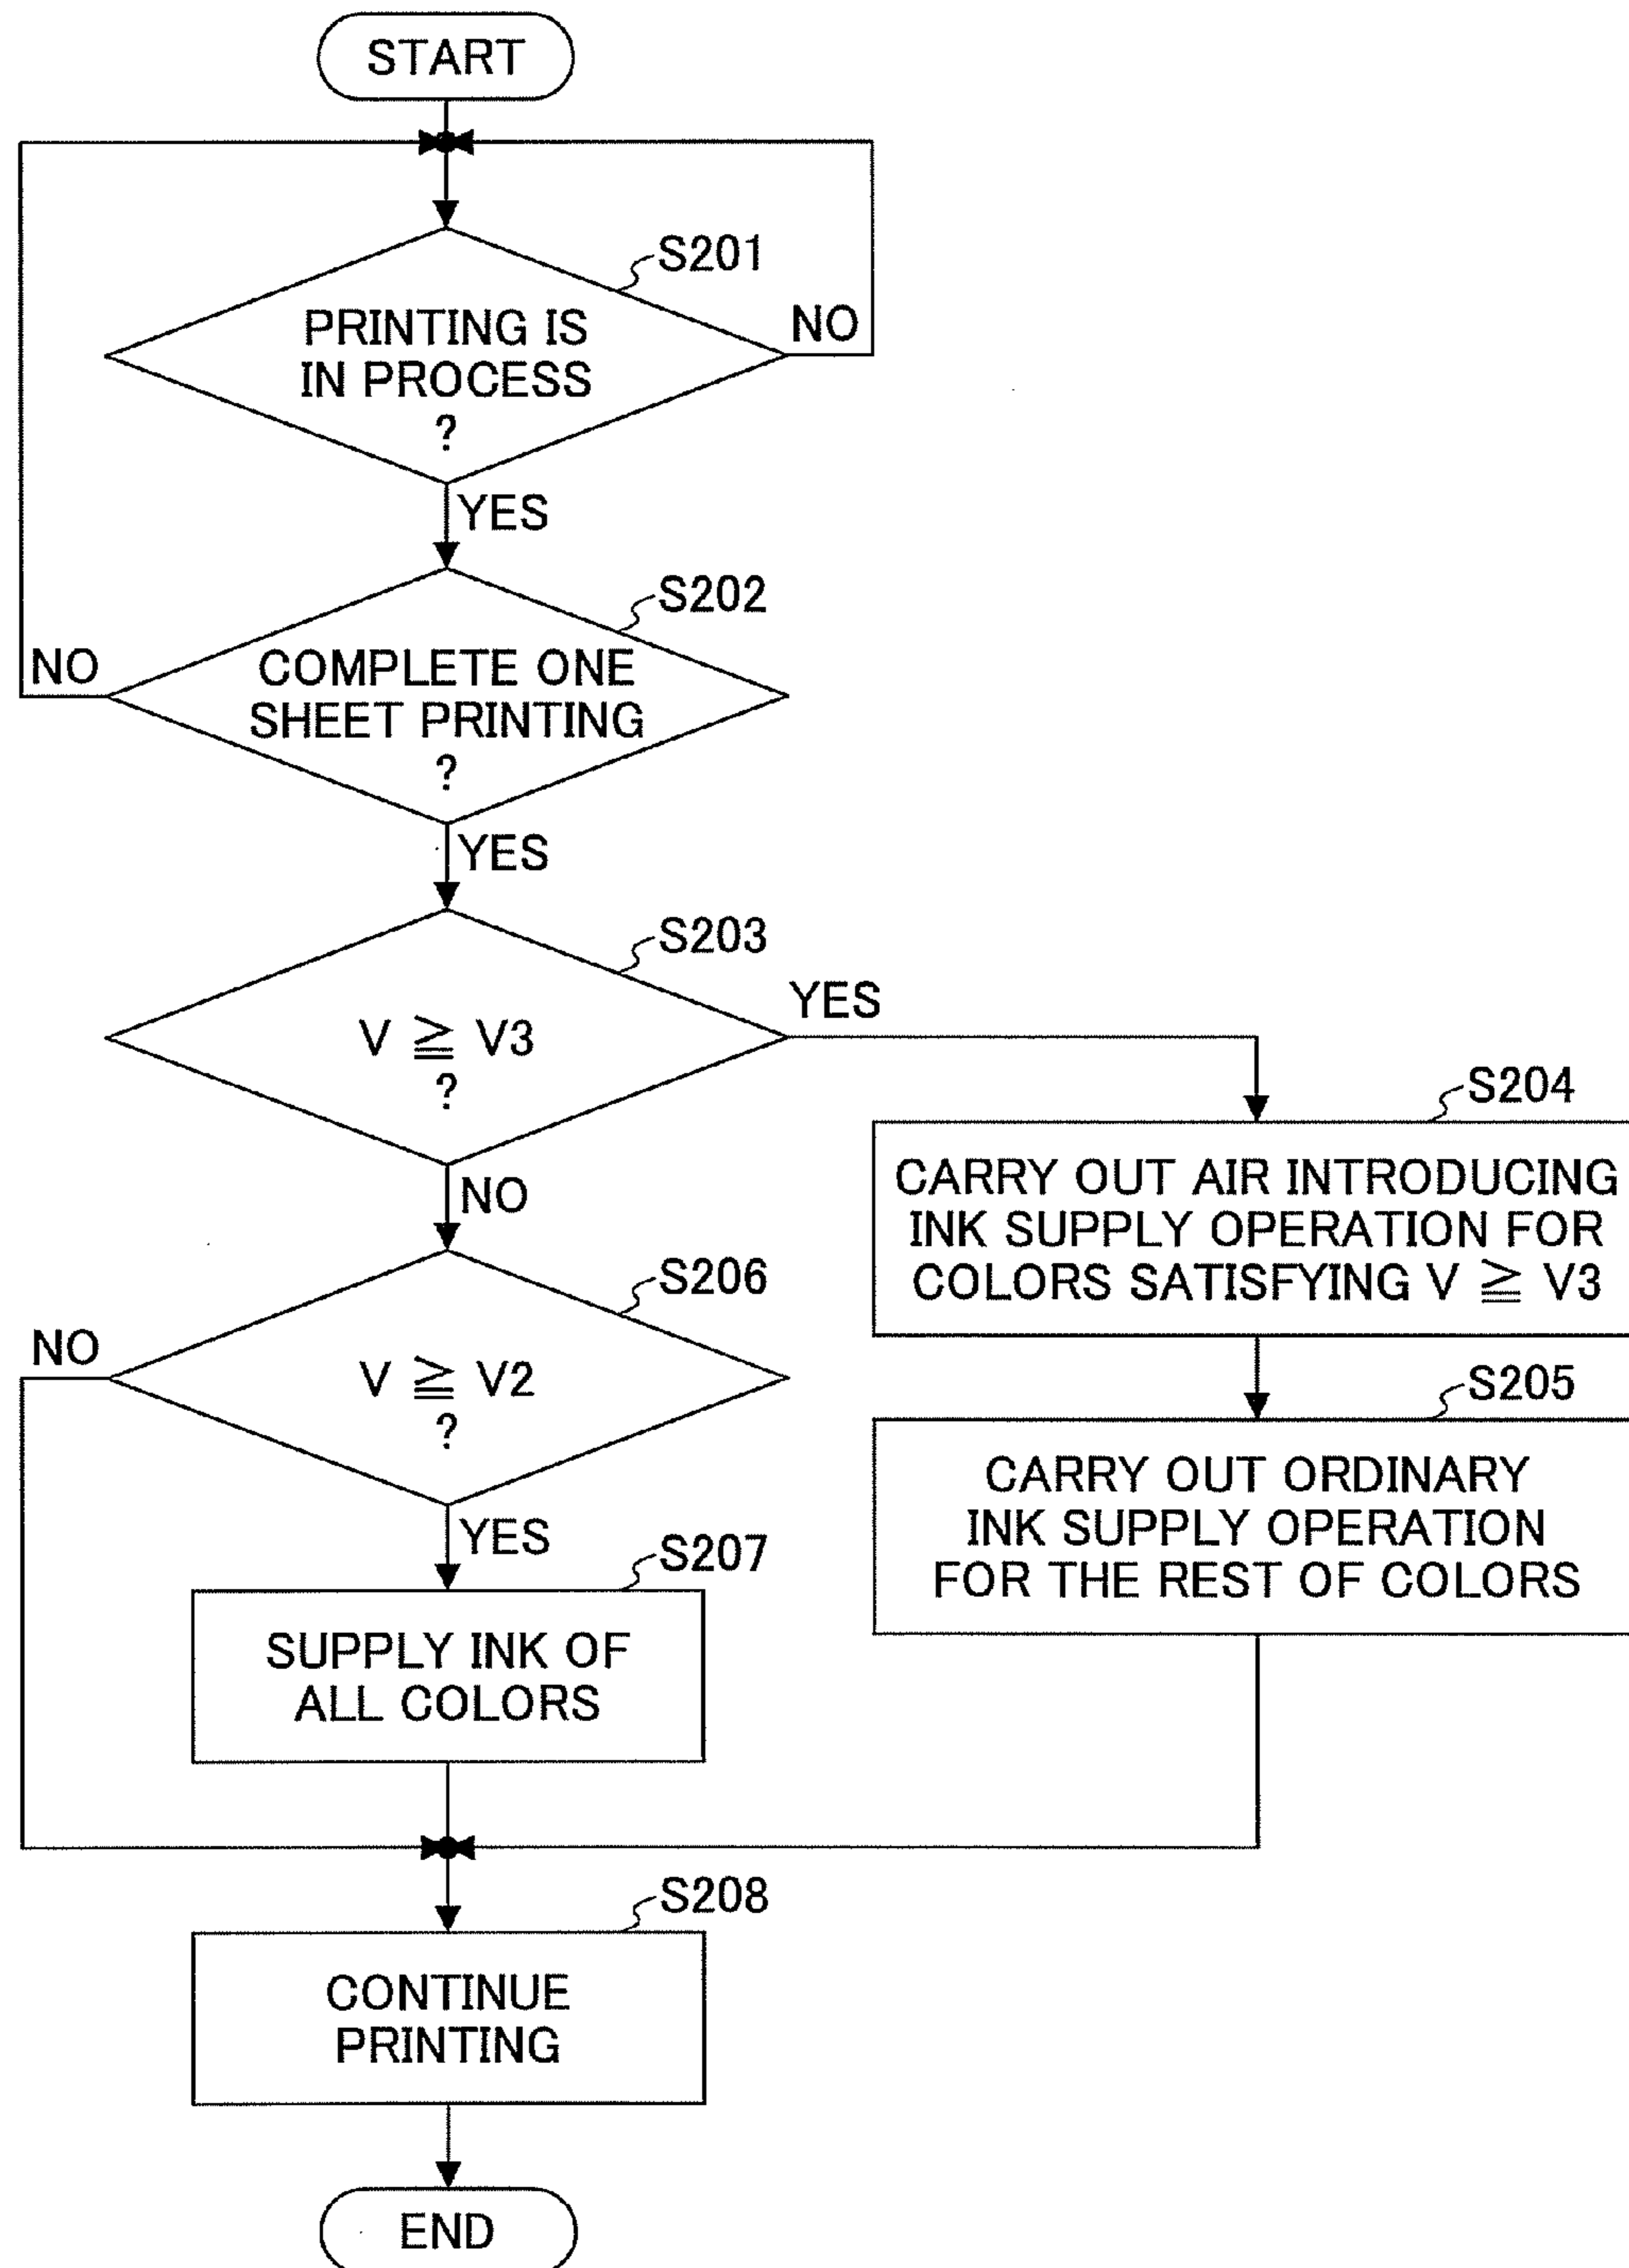 START
S201
PRINTING IS
IN PROCESS
?
NO
YES
S202
NO
COMPLETE ONE
SHEET PRINTING
?
YES
S203
V ≧ V3
?
YES
NO
S204
CARRY OUT AIR INTRODUCING
INK SUPPLY OPERATION FOR
COLORS SATISFYING V ≧ V3
S206
NO
V ≧ V2
?
YES
S205
CARRY OUT ORDINARY
INK SUPPLY OPERATION
FOR THE REST OF COLORS
S207
SUPPLY INK OF
ALL COLORS
S208
CONTINUE
PRINTING
END